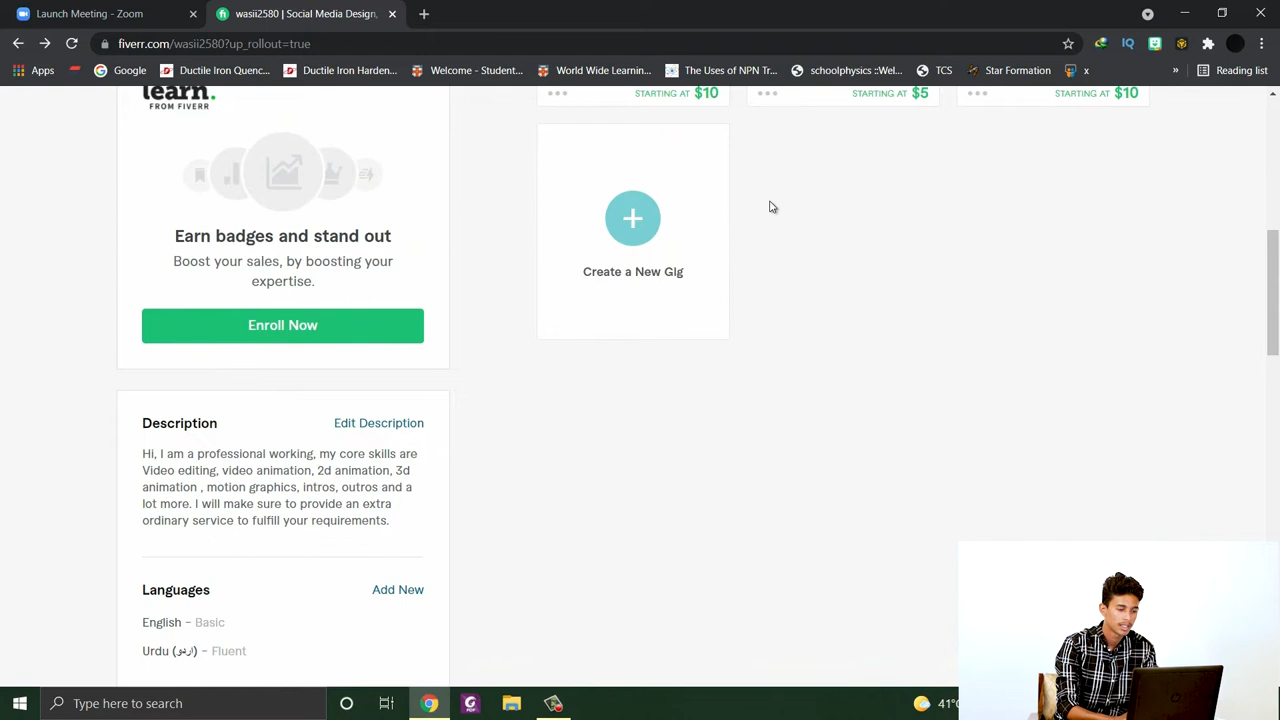 Launch Meeting - Zoom
wasii2580 | Social Media Design,
fiverr.com/wasii2580?up_rollout=true
Apps
Google
Ductile Iron Quenc...
Ductile Iron Harden...
Welcome - Student...
World Wide Learnin...
The Uses of NPN Tr...
schoolphysics ::Wel...
TCS
Star Formation
x
Reading list
learn.
FROM FIVERR
STARTING AT $10
STARTING AT $5
STARTING AT $10
Earn badges and stand out
Boost your sales, by boosting your
expertise.
Enroll Now
Create a New Gig
Description
Edit Description
Hi, I am a professional working, my core skills are
Video editing, video animation, 2d animation, 3d
animation , motion graphics, intros, outros and a
lot more. I will make sure to provide an extra
ordinary service to fulfill your requirements.
Languages
Add New
English - Basic
Urdu (اردو) - Fluent
Type here to search
41°